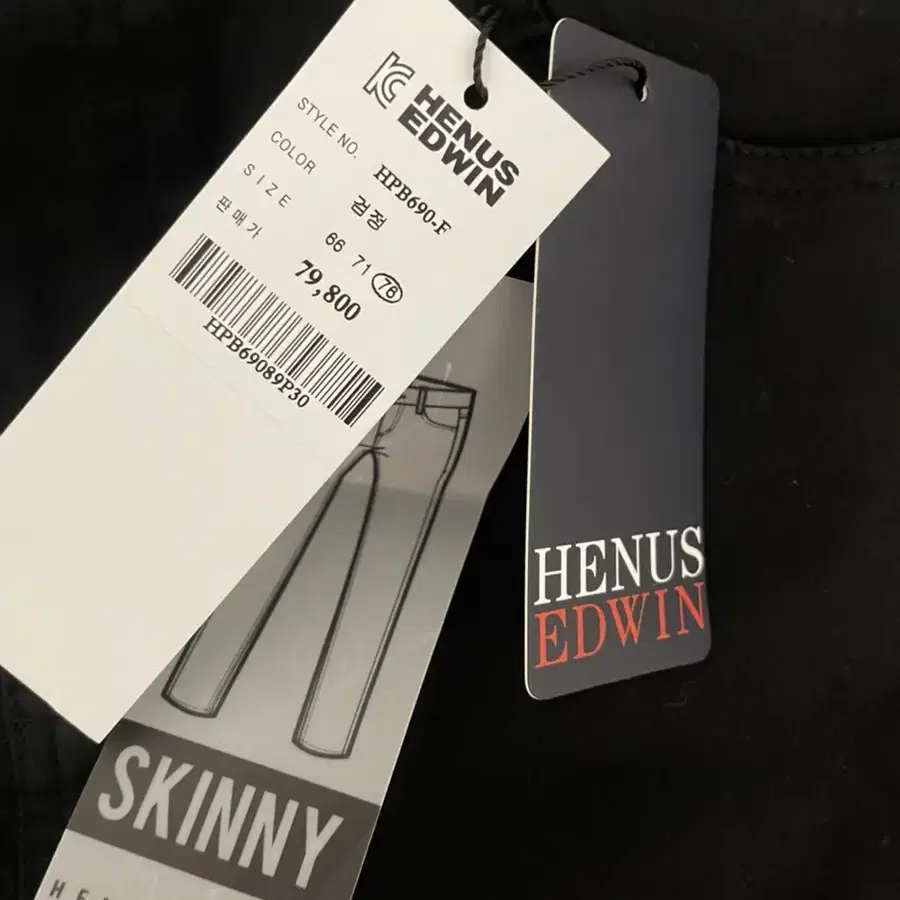 HENUS
EDWIN
STYLE NO. HPB690-F
COLOR 검정
SIZE 66 71 76
판매가 79,800
HPB69089P30
HENUS
EDWIN
SKINNY